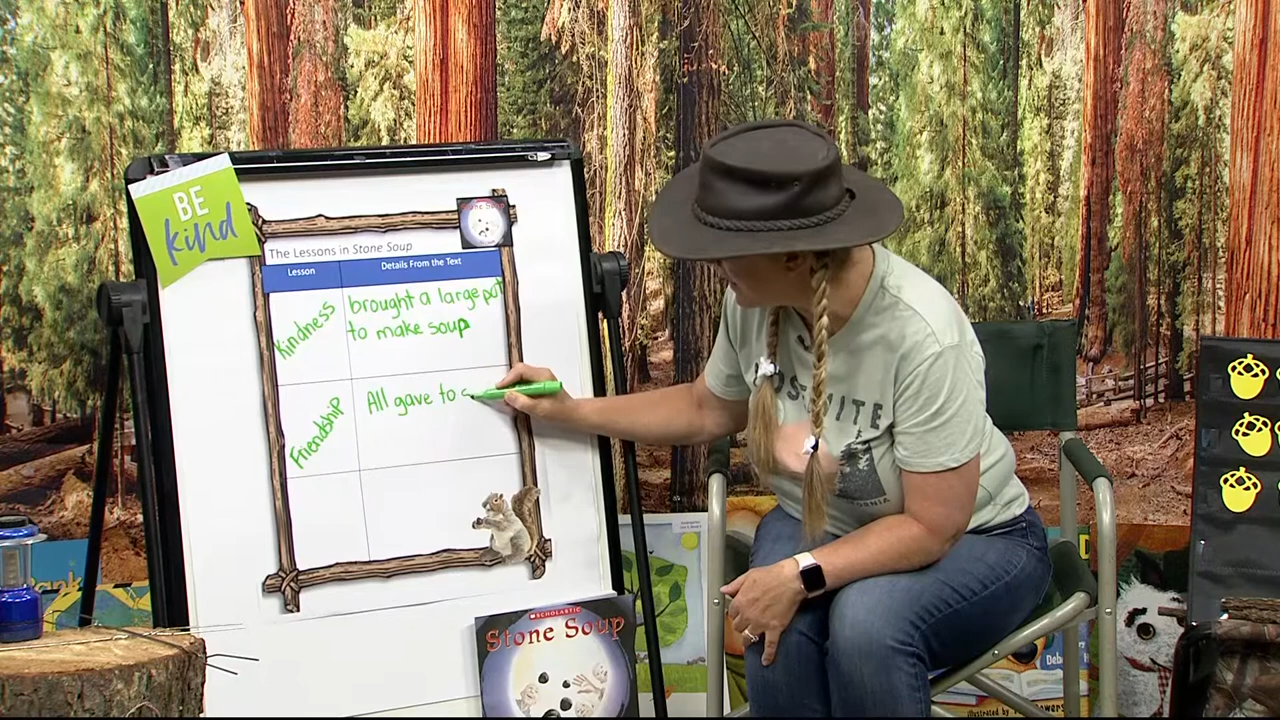 BE
kind
Stone Soup
The Lessons in Stone Soup
Lesson
Details From the Text
Kindness
brought a large pot
to make soup
Friendship
All gave to
YOSEMITE
CALIFORNIA
SCHOLASTIC
Stone Soup